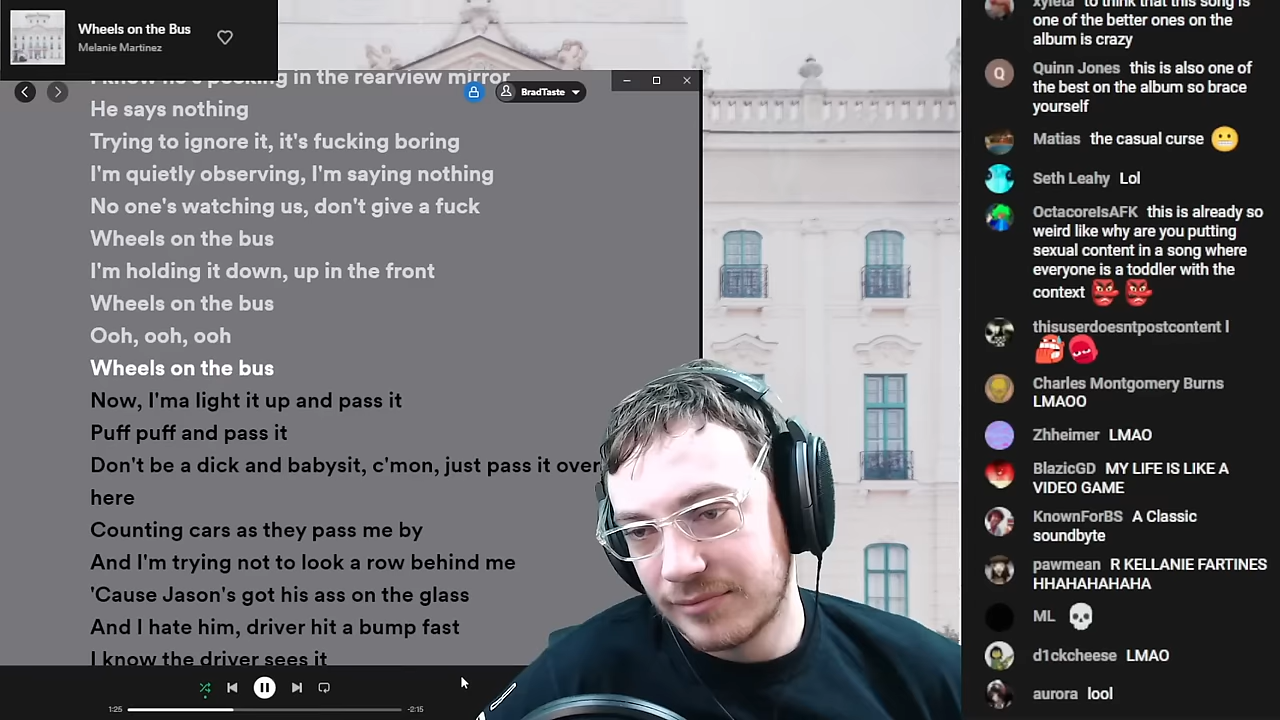 Wheels on the Bus
Melanie Martinez
in the rearview mirror
BradTaste
He says nothing
Trying to ignore it, it's fucking boring
I'm quietly observing, I'm saying nothing
No one's watching us, don't give a fuck
Wheels on the bus
I'm holding it down, up in the front
Wheels on the bus
Ooh, ooh, ooh
Wheels on the bus
Now, I'ma light it up and pass it
Puff puff and pass it
Don't be a dick and babysit, c'mon, just pass it over
here
Counting cars as they pass me by
And I'm trying not to look a row behind me
'Cause Jason's got his ass on the glass
And I hate him, driver hit a bump fast
I know the driver sees it
1:25
-2:15
xyleta to think that this song is
one of the better ones on the
album is crazy
Q
Quinn Jones this is also one of
the best on the album so brace
yourself
Matias the casual curse
Seth Leahy Lol
OctacoreIsAFK this is already so
weird like why are you putting
sexual content in a song where
everyone is a toddler with the
context
thisuserdoesntpostcontent l
Charles Montgomery Burns
LMAOO
Zhheimer LMAO
BlazicGD MY LIFE IS LIKE A
VIDEO GAME
KnownForBS A Classic
soundbyte
pawmean R KELLANIE FARTINES
HHAHAHAHAHA
ML
d1ckcheese LMAO
aurora lool